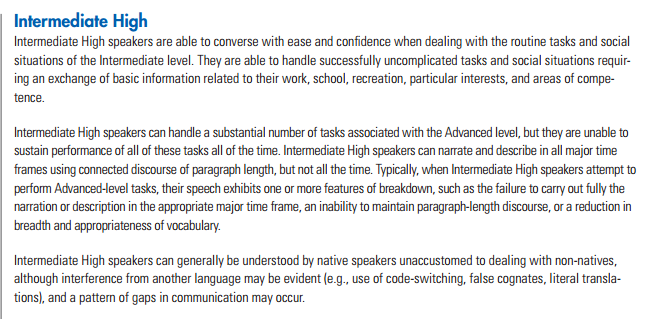 Intermediate High
Intermediate High speakers are able to converse with ease and confidence when dealing with the routine tasks and social
situations of the Intermediate level. They are able to handle successfully uncomplicated tasks and social situations requir-
ing an exchange of basic information related to their work, school, recreation, particular interests, and areas of compe-
tence.
Intermediate High speakers can handle a substantial number of tasks associated with the Advanced level, but they are unable to
sustain performance of all of these tasks all of the time. Intermediate High speakers can narrate and describe in all major time
frames using connected discourse of paragraph length, but not all the time. Typically, when Intermediate High speakers attempt to
perform Advanced-level tasks, their speech exhibits one or more features of breakdown, such as the failure to carry out fully the
narration or description in the appropriate major time frame, an inability to maintain paragraph-length discourse, or a reduction in
breadth and appropriateness of vocabulary.
Intermediate High speakers can generally be understood by native speakers unaccustomed to dealing with non-natives,
although interference from another language may be evident (e.g., use of code-switching, false cognates, literal transla-
tions), and a pattern of gaps in communication may occur.